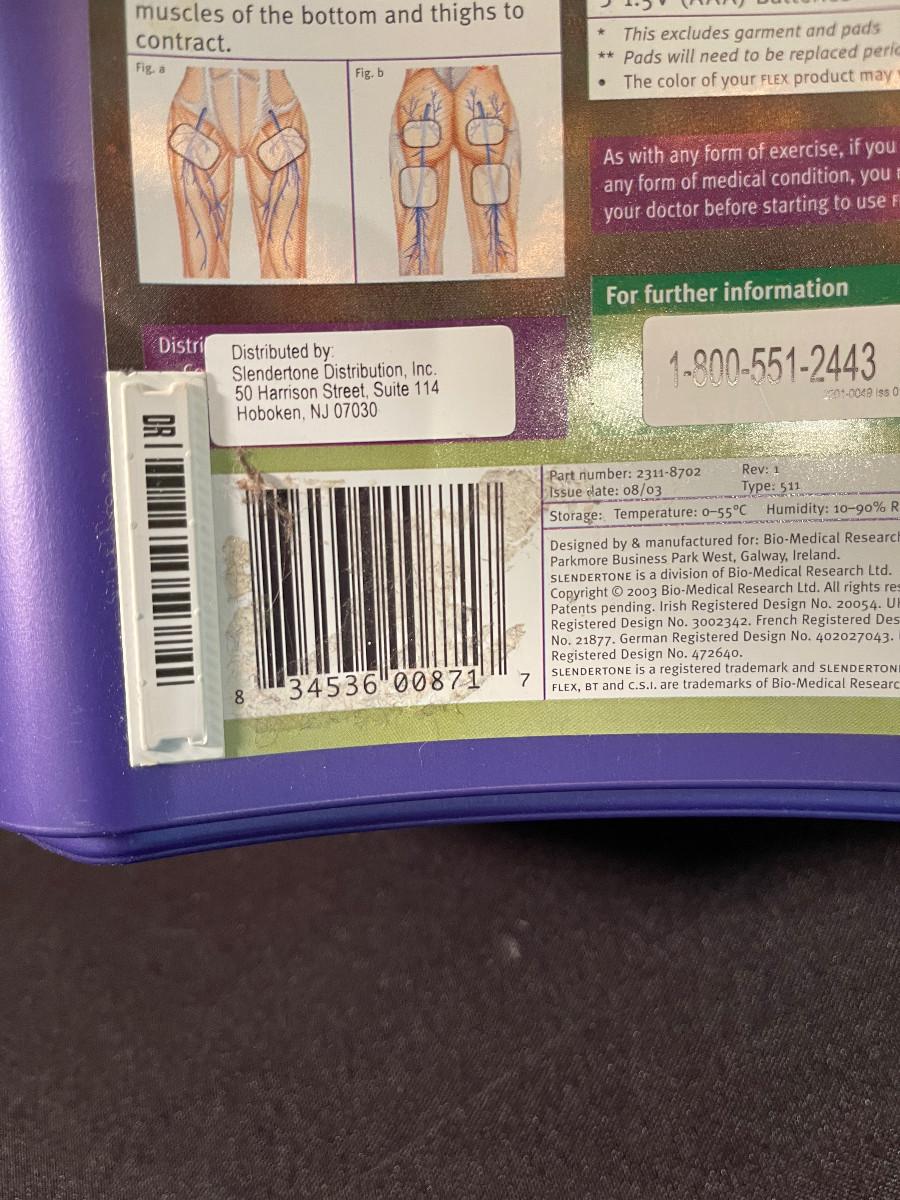 muscles of the bottom and thighs to
contract.
Fig. a
Fig. b
* This excludes garment and pads
** Pads will need to be replaced
• The color of your FLEX product may
As with any form of exercise, if you
any form of medical condition, you
your doctor before starting to use
For further information
1-800-551-2443
Distributed by:
Slendertone Distribution, Inc.
50 Harrison Street, Suite 114
Hoboken, NJ 07030
DR
8 34536 00871 7
Part number: 2311-8702 Rev: 1
Issue date: 08/03 Type: 511
Storage: Temperature: 0–55°C Humidity: 10–90% R
Designed by & manufactured for: Bio-Medical Research
Parkmore Business Park West, Galway, Ireland.
SLENDERTONE is a division of Bio-Medical Research Ltd.
Copyright © 2003 Bio-Medical Research Ltd. All rights
Patents pending. Irish Registered Design No. 20054.
Registered Design No. 3002342. French Registered
No. 21877. German Registered Design No. 402027043.
Registered Design No. 472640.
SLENDERTONE is a registered trademark and
FLEX, BT and C.S.I. are trademarks of Bio-Medical